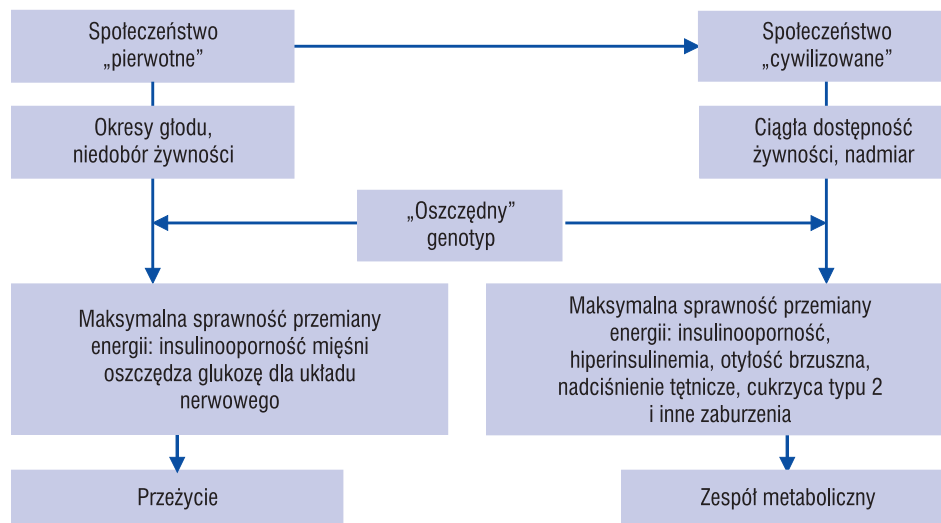 Społeczeństwo
„pierwotne”
Społeczeństwo
„cywilizowane”
Okresy głodu,
niedobór żywności
Ciągła dostępność
żywności, nadmiar
„Oszczędny”
genotyp
Maksymalna sprawność przemiany
energii: insulinooporność mięśni
oszczędza glukozę dla układu
nerwowego
Maksymalna sprawność przemiany
energii: insulinooporność,
hiperinsulinemia, otyłość brzuszna,
nadciśnienie tętnicze, cukrzyca typu 2
i inne zaburzenia
Przeżycie
Zespół metaboliczny